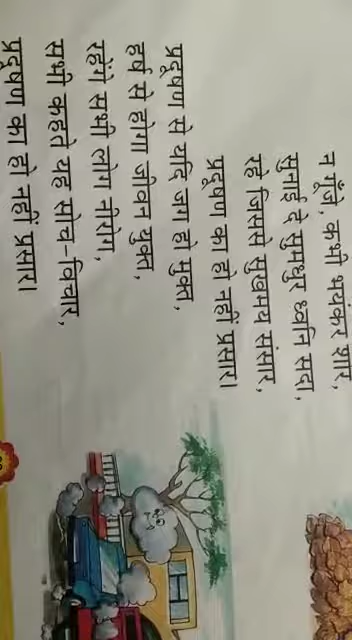 न गूँजे, कभी भयंकर शोर,
सुनाई दे सुमधुर ध्वनि सदा,
रहे जिससे सुखमय संसार,
प्रदूषण का हो नहीं प्रसार।
प्रदूषण से यदि जग हो मुक्त,
हर्ष से होगा जीवन युक्त,
रहेंगे सभी लोग नीरोग,
सभी कहते यह सोच-विचार,
प्रदूषण का हो नहीं प्रसार।